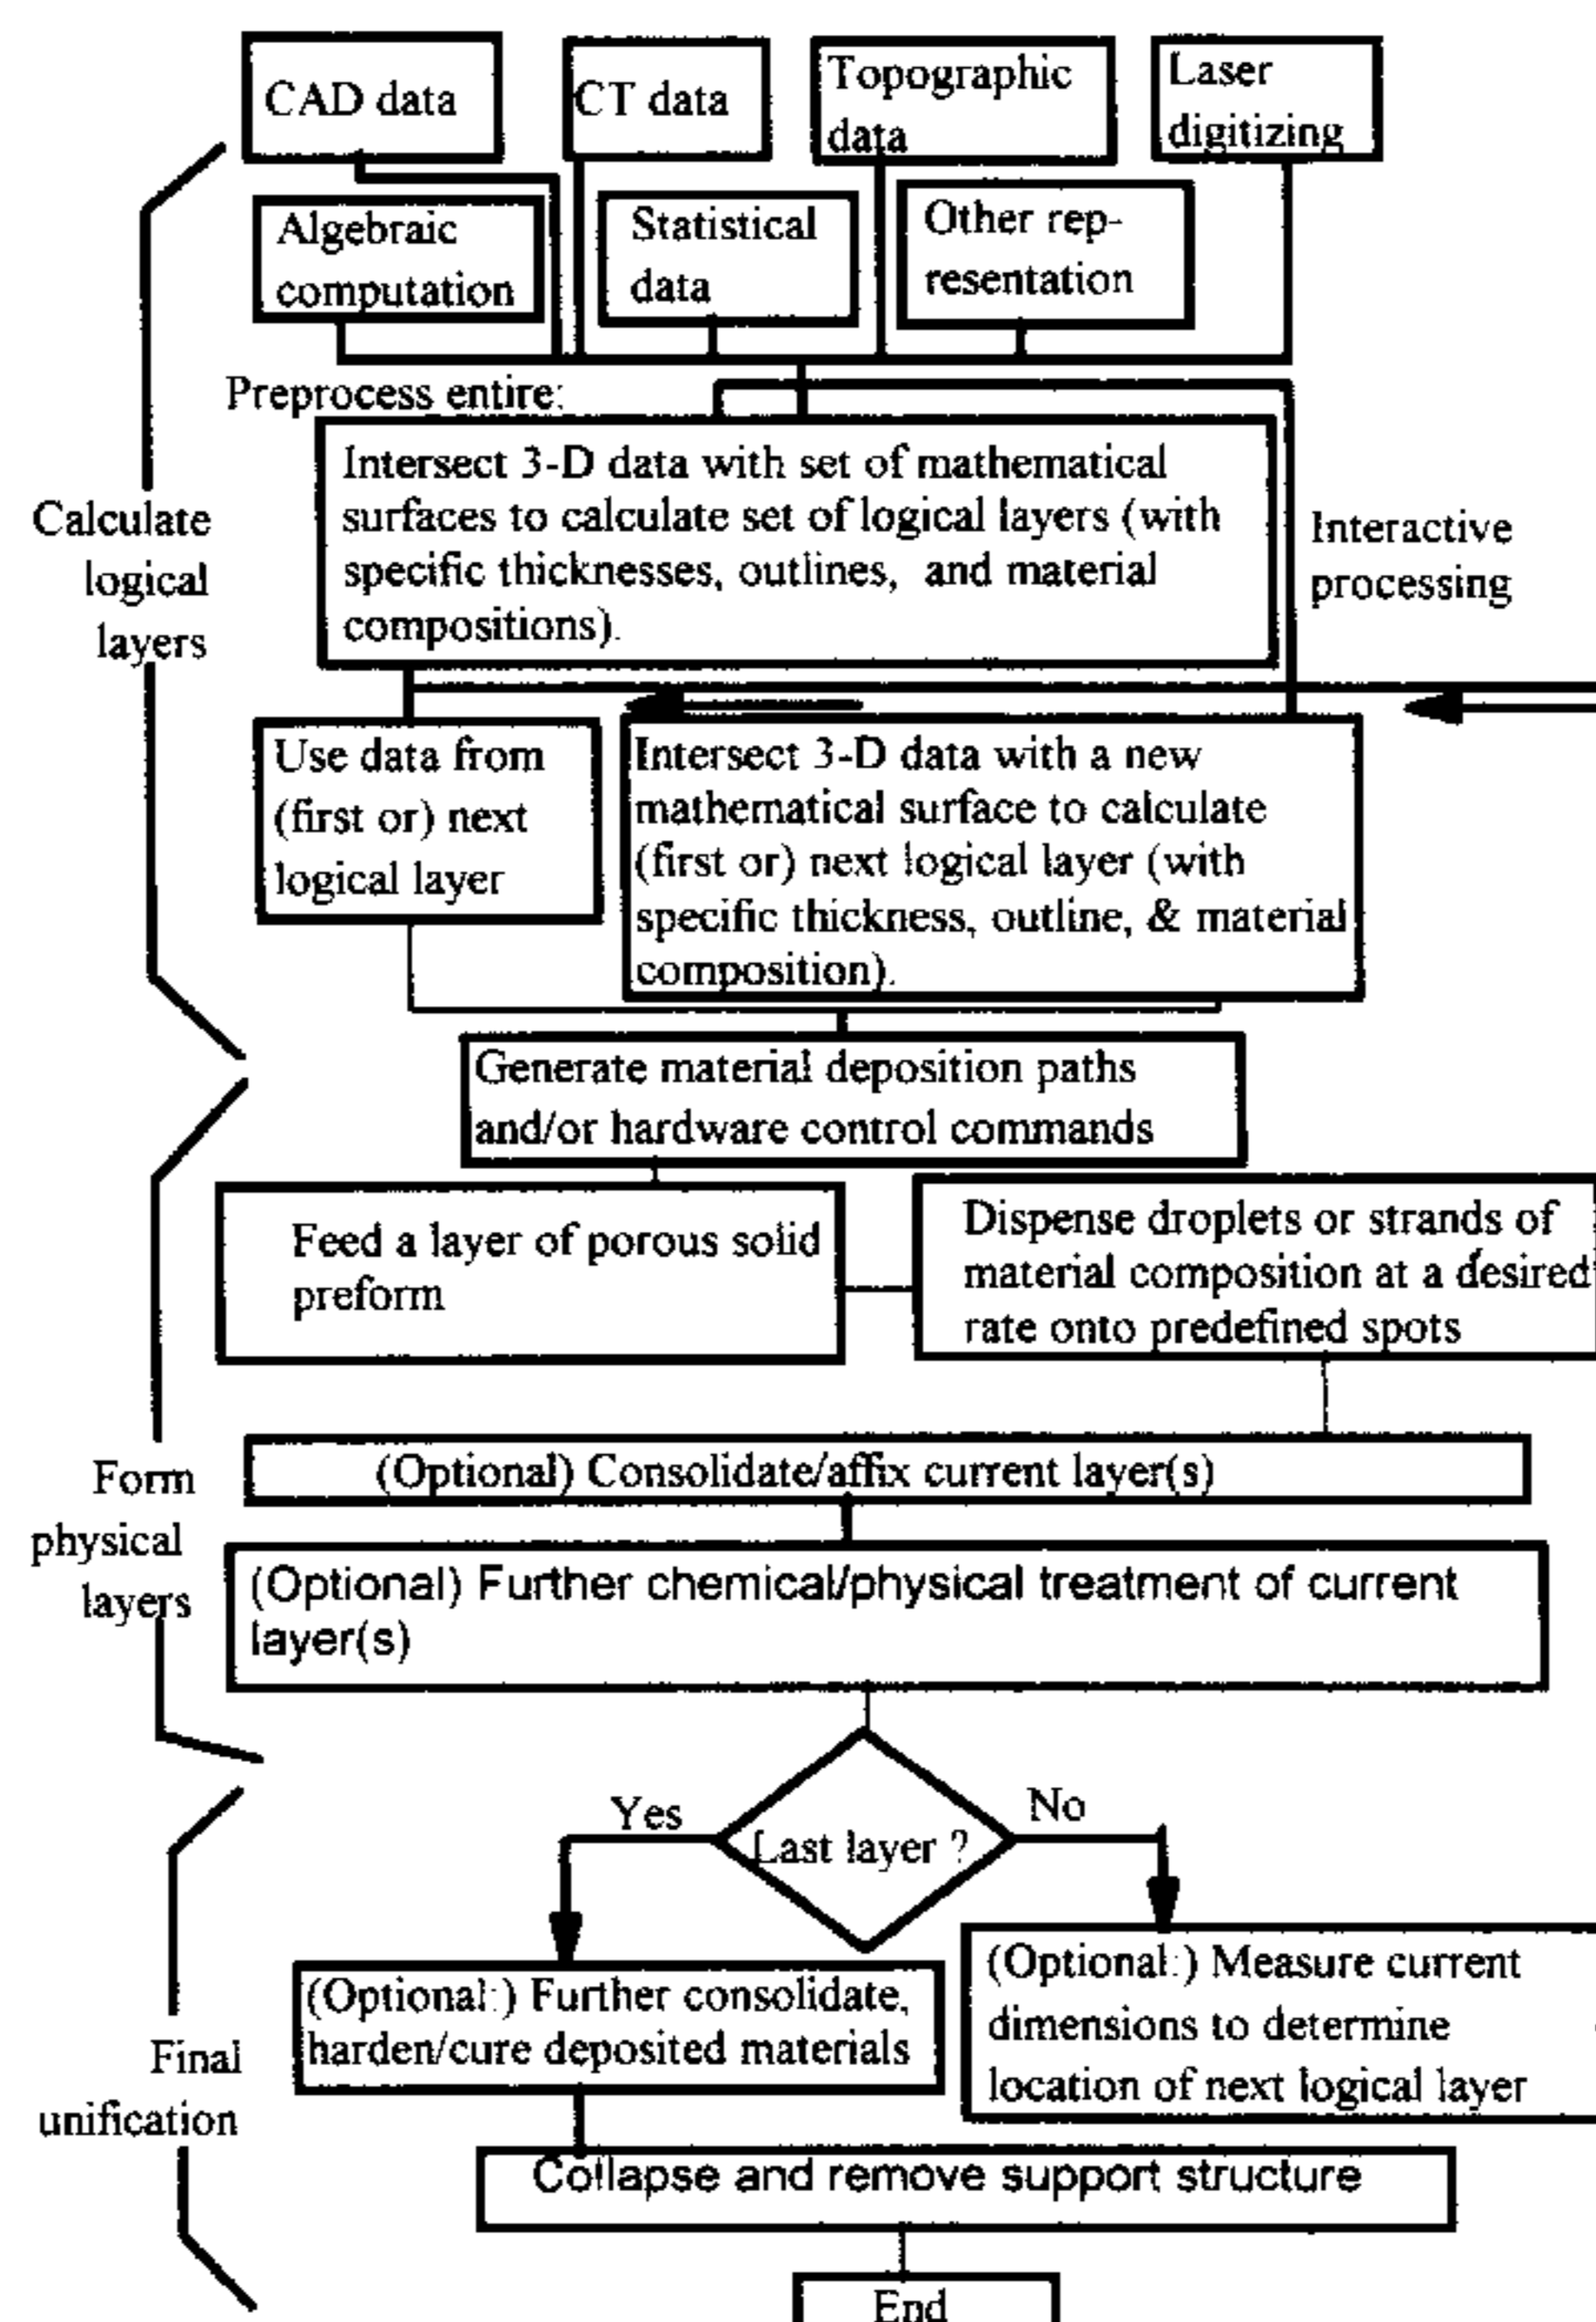 CAD data
CT data
Topographic
data
Laser
digitizing
Algebraic
computation
Statistical
data
Other rep-
resentation
Preprocess entire:
Intersect 3-D data with set of mathematical
surfaces to calculate set of logical layers (with
specific thicknesses, outlines, and material
compositions).
Calculate
logical
layers
Interactive
processing
Use data from
(first or) next
logical layer
Intersect 3-D data with a new
mathematical surface to calculate
(first or) next logical layer (with
specific thickness, outline, & material
composition).
Generate material deposition paths
and/or hardware control commands
Feed a layer of porous solid
preform
Dispense droplets or strands of
material composition at a desired
rate onto predefined spots
Form
physical
layers
(Optional) Consolidate/affix current layer(s)
(Optional) Further chemical/physical treatment of current
layer(s)
Yes
Last layer ?
No
(Optional:) Further consolidate,
harden/cure deposited materials
(Optional:) Measure current
dimensions to determine
location of next logical layer
Final
unification
Collapse and remove support structure
End